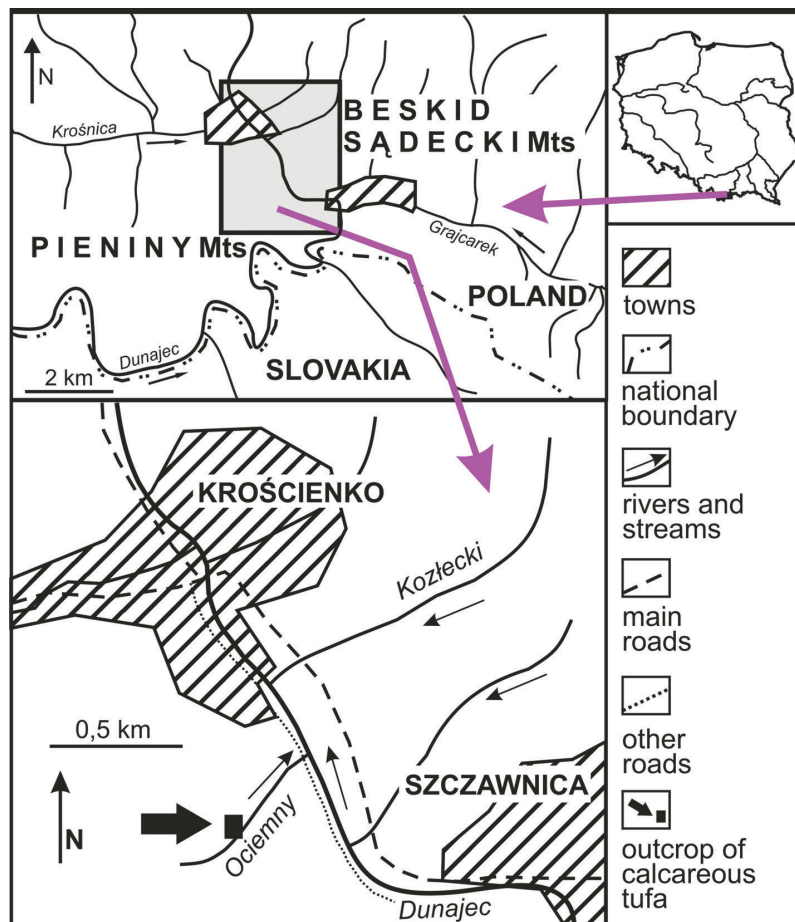 N
Krośnica
BESKID
SĄDECKI Mts
PIENINY Mts
Grajcarek
POLAND
Dunajec
2 km
SLOVAKIA
KROŚCIENKO
Kozłecki
0,5 km
SZCZAWNICA
N
Ociemny
Dunajec
towns
national
boundary
rivers and
streams
main
roads
other
roads
outcrop of
calcareous
tufa